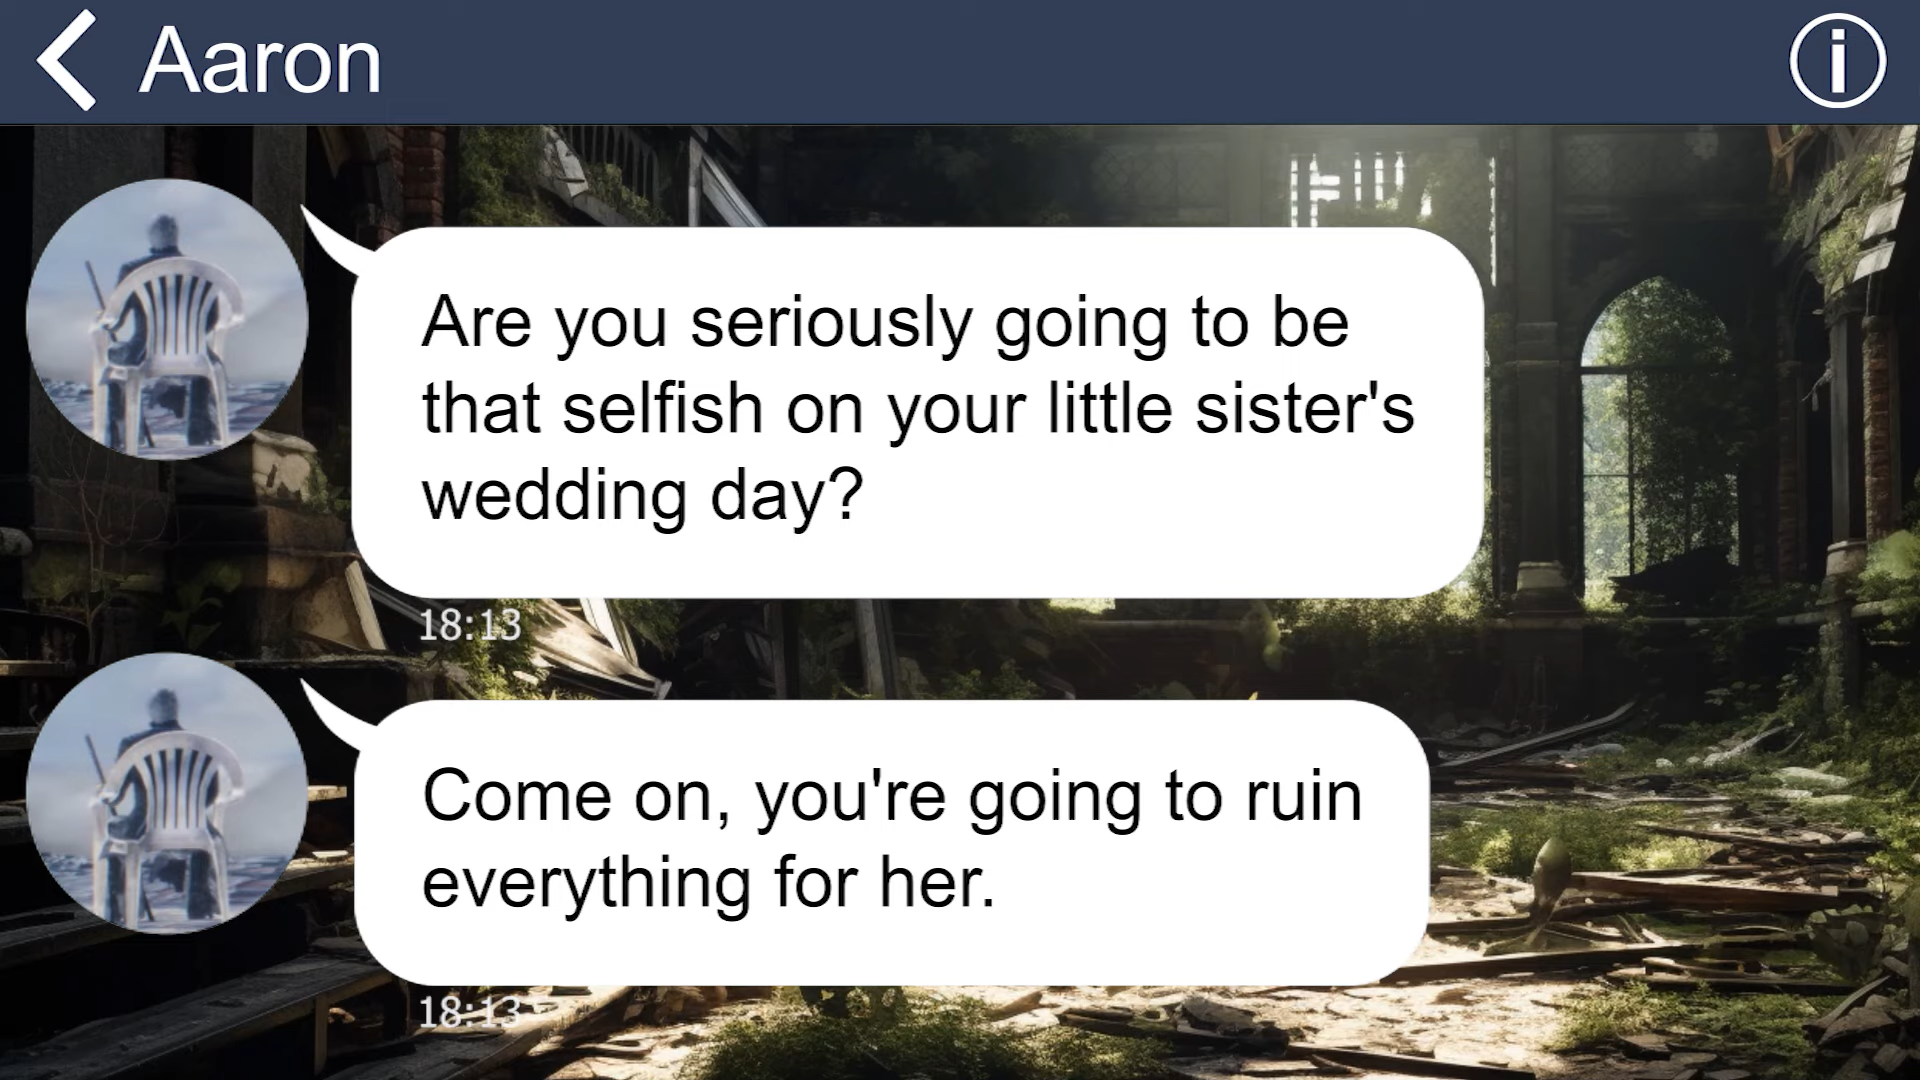 Aaron
Are you seriously going to be
that selfish on your little sister's
wedding day?
18:13
Come on, you're going to ruin
everything for her.
18:13